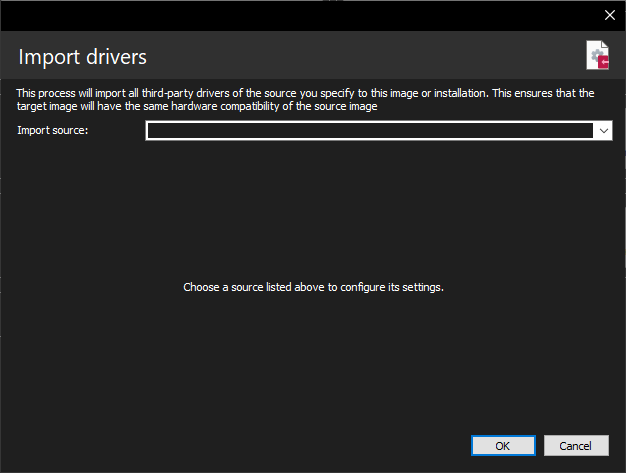 Import drivers
This process will import all third-party drivers of the source you specify to this image or installation. This ensures that the
target image will have the same hardware compatibility of the source image
Import source:
Choose a source listed above to configure its settings.
OK
Cancel